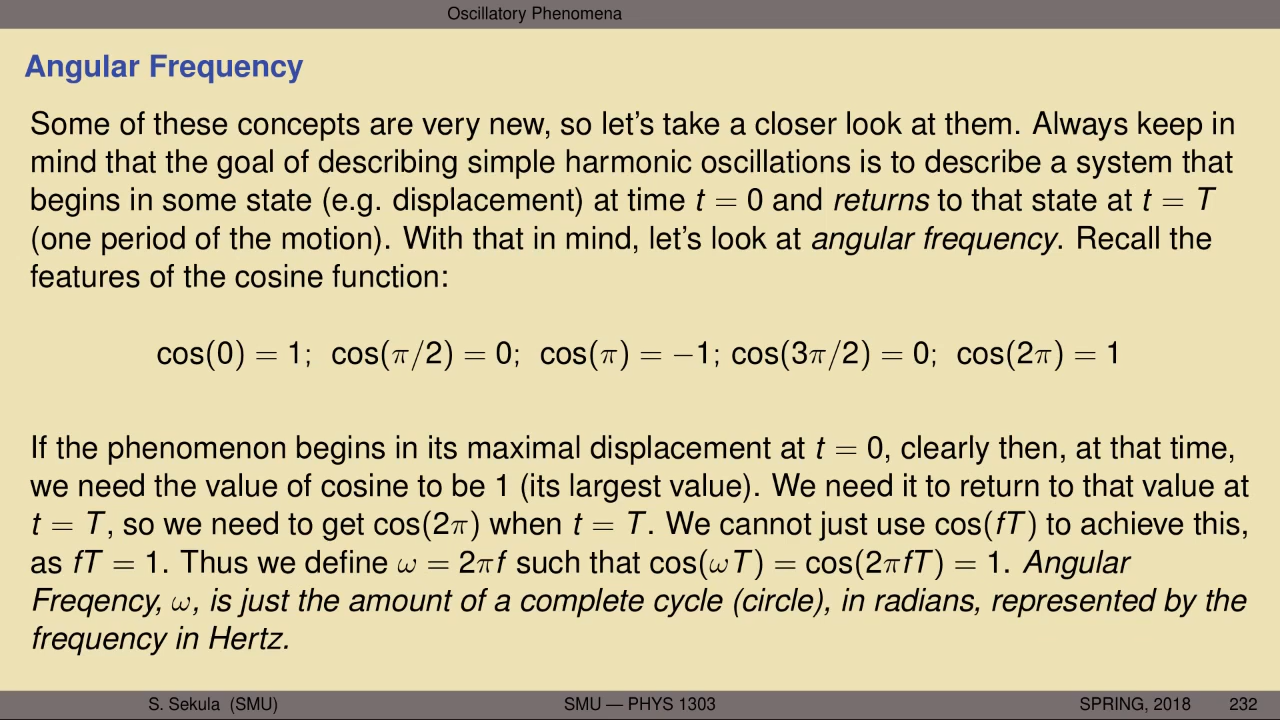 Oscillatory Phenomena
Angular Frequency
Some of these concepts are very new, so let's take a closer look at them. Always keep in
mind that the goal of describing simple harmonic oscillations is to describe a system that
begins in some state (e.g. displacement) at time t = 0 and returns to that state at t = T
(one period of the motion). With that in mind, let's look at angular frequency. Recall the
features of the cosine function:
cos(0) = 1; cos(π/2) = 0; cos(π) = −1; cos(3π/2) = 0; cos(2π) = 1
If the phenomenon begins in its maximal displacement at t = 0, clearly then, at that time,
we need the value of cosine to be 1 (its largest value). We need it to return to that value at
t = T, so we need to get cos(2π) when t = T. We cannot just use cos(fT) to achieve this,
as fT = 1. Thus we define ω = 2πf such that cos(ωT) = cos(2πfT) = 1. Angular
Freqency, ω, is just the amount of a complete cycle (circle), in radians, represented by the
frequency in Hertz.
S. Sekula (SMU) SMU — PHYS 1303 SPRING, 2018 232